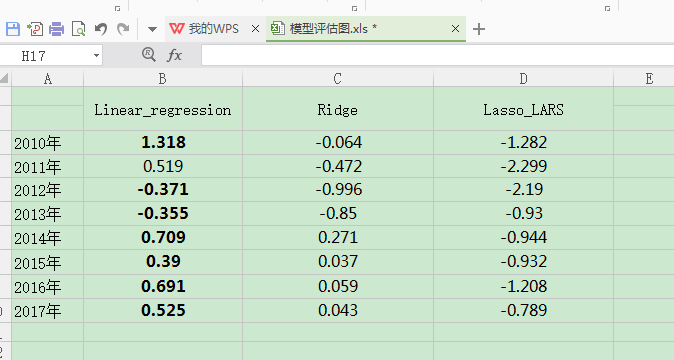 我的WPS
模型评估图.xls *
H17
fx
A B C D E
Linear_regression Ridge Lasso_LARS
2010年 1.318 -0.064 -1.282
2011年 0.519 -0.472 -2.299
2012年 -0.371 -0.996 -2.19
2013年 -0.355 -0.85 -0.93
2014年 0.709 0.271 -0.944
2015年 0.39 0.037 -0.932
2016年 0.691 0.059 -1.208
2017年 0.525 0.043 -0.789